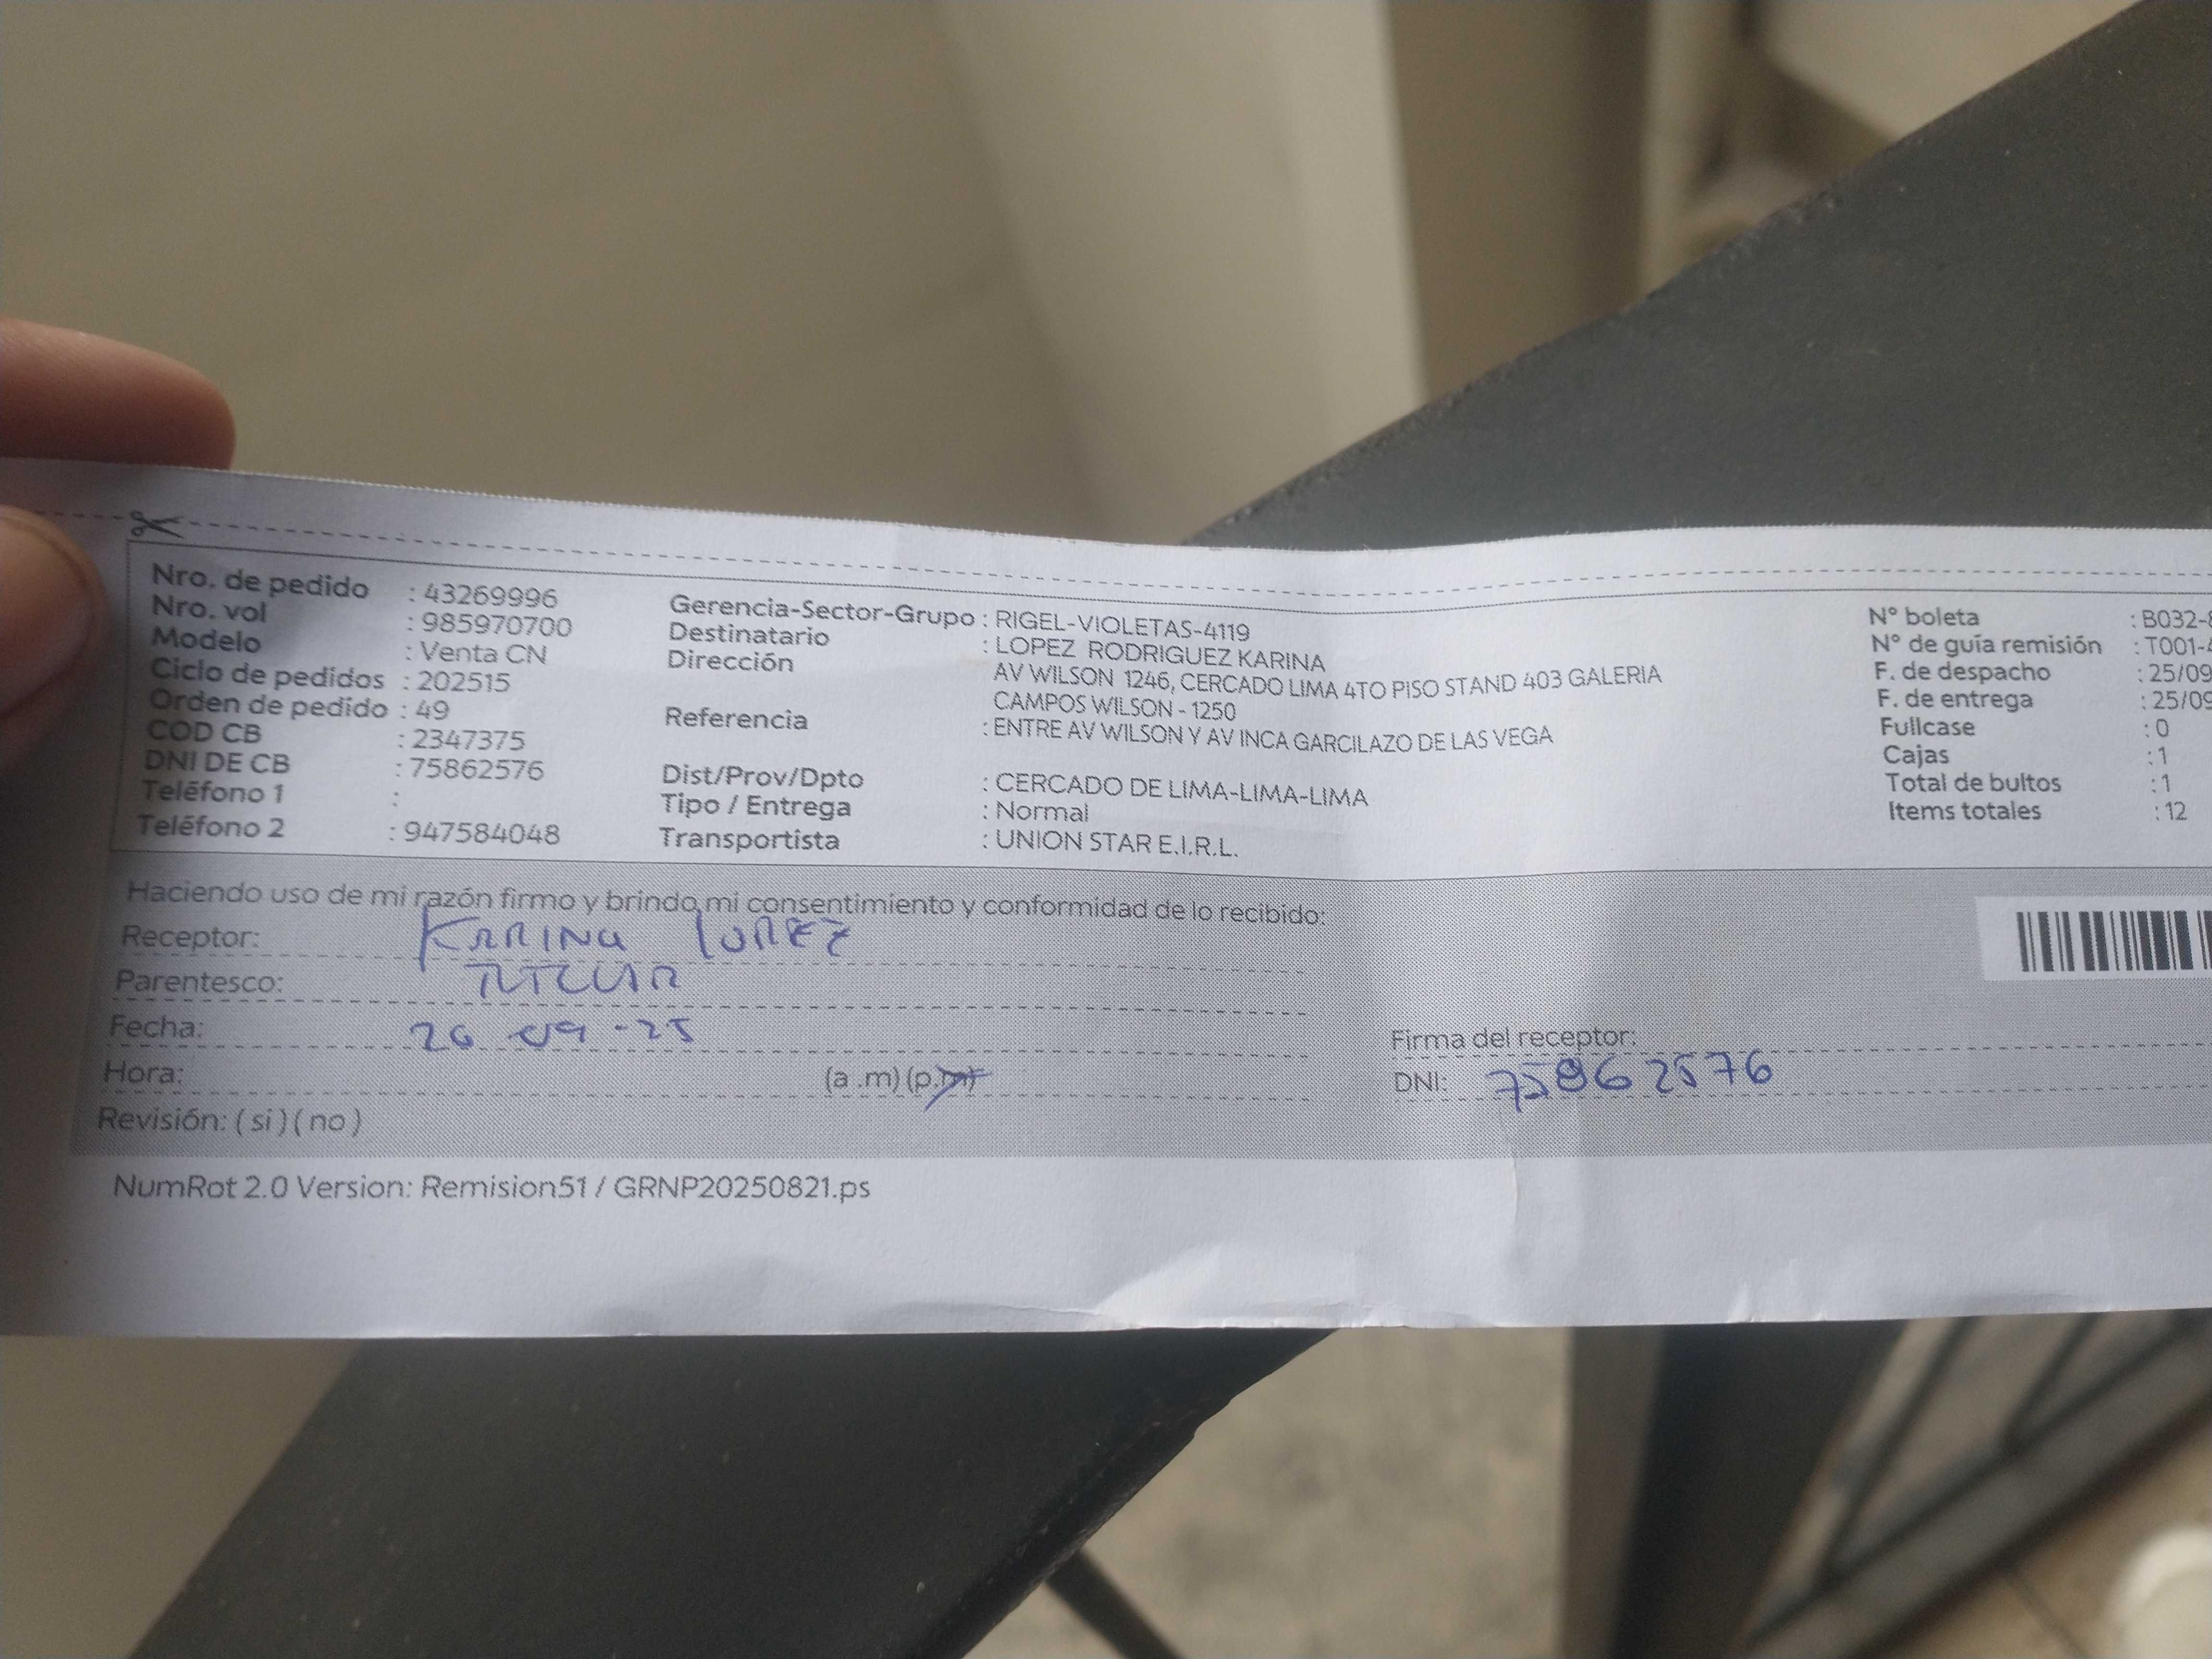 Nro. de pedido : 43269996
Nro. vol : 985970700
Modelo : Venta CN
Ciclo de pedidos : 202515
Orden de pedido : 49
COD CB : 2347375
DNI DE CB : 75862576
Teléfono 1 :
Teléfono 2 : 947584048
Gerencia-Sector-Grupo : RIGEL-VIOLETAS-4119
Destinatario : LOPEZ RODRIGUEZ KARINA
Dirección AV WILSON 1246, CERCADO LIMA 4TO PISO STAND 403 GALERIA
CAMPOS WILSON - 1250
Referencia : ENTRE AV WILSON Y AV INCA GARCILAZO DE LAS VEGA
Dist/Prov/Dpto : CERCADO DE LIMA-LIMA-LIMA
Tipo / Entrega : Normal
Transportista : UNION STAR E.I.R.L.
N° boleta : B032-
N° de guía remisión : T001-
F. de despacho : 25/09
F. de entrega : 25/09
Fullcase : 0
Cajas : 1
Total de bultos : 1
Items totales : 12
Haciendo uso de mi razón firmo y brindo mi consentimiento y conformidad de lo recibido:
Receptor: KARINA LOPEZ
Parentesco: TITULAR
Fecha: 26 09 - 25
Hora: (a .m) (p.m)
Revisión: ( si ) ( no )
Firma del receptor:
DNI: 75862576
NumRot 2.0 Version: Remision51 / GRNP20250821.ps